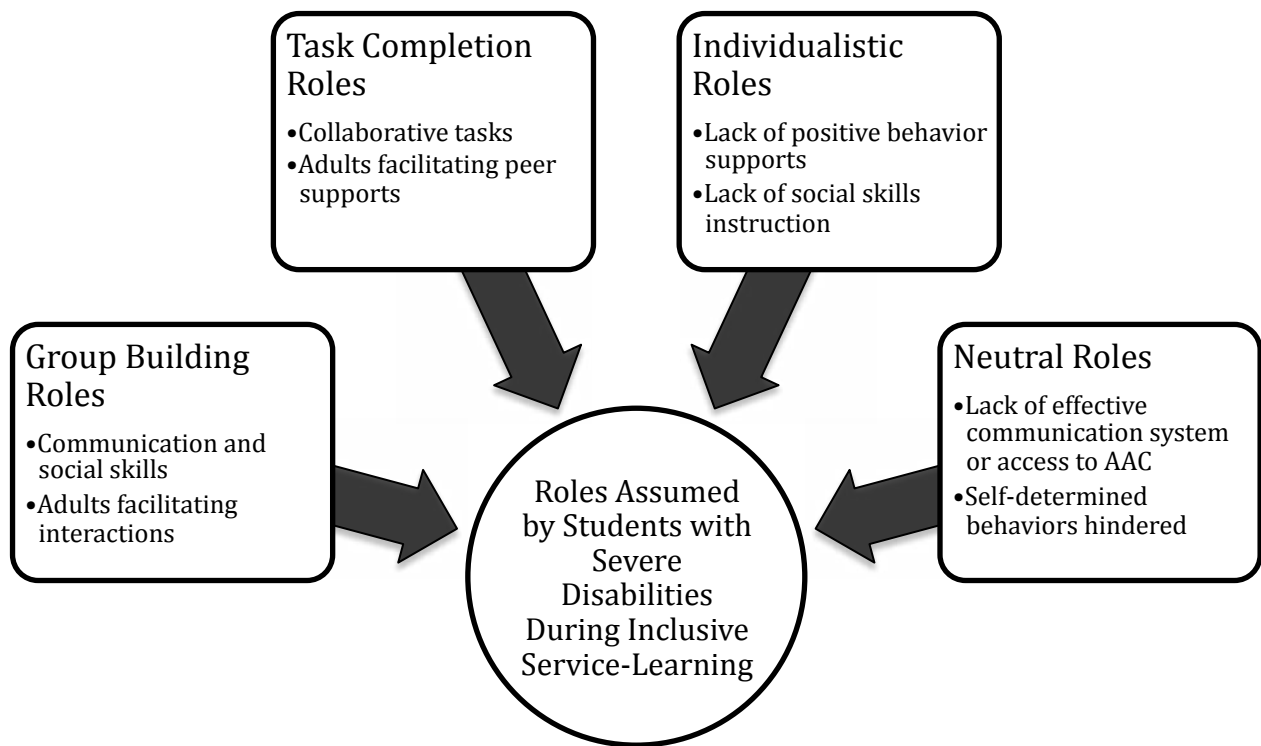 Task Completion
Roles
•Collaborative tasks
•Adults facilitating peer
supports
Individualistic
Roles
•Lack of positive behavior
supports
•Lack of social skills
instruction
Group Building
Roles
•Communication and
social skills
•Adults facilitating
interactions
Neutral Roles
•Lack of effective
communication system
or access to AAC
•Self-determined
behaviors hindered
Roles Assumed
by Students with
Severe
Disabilities
During Inclusive
Service-Learning